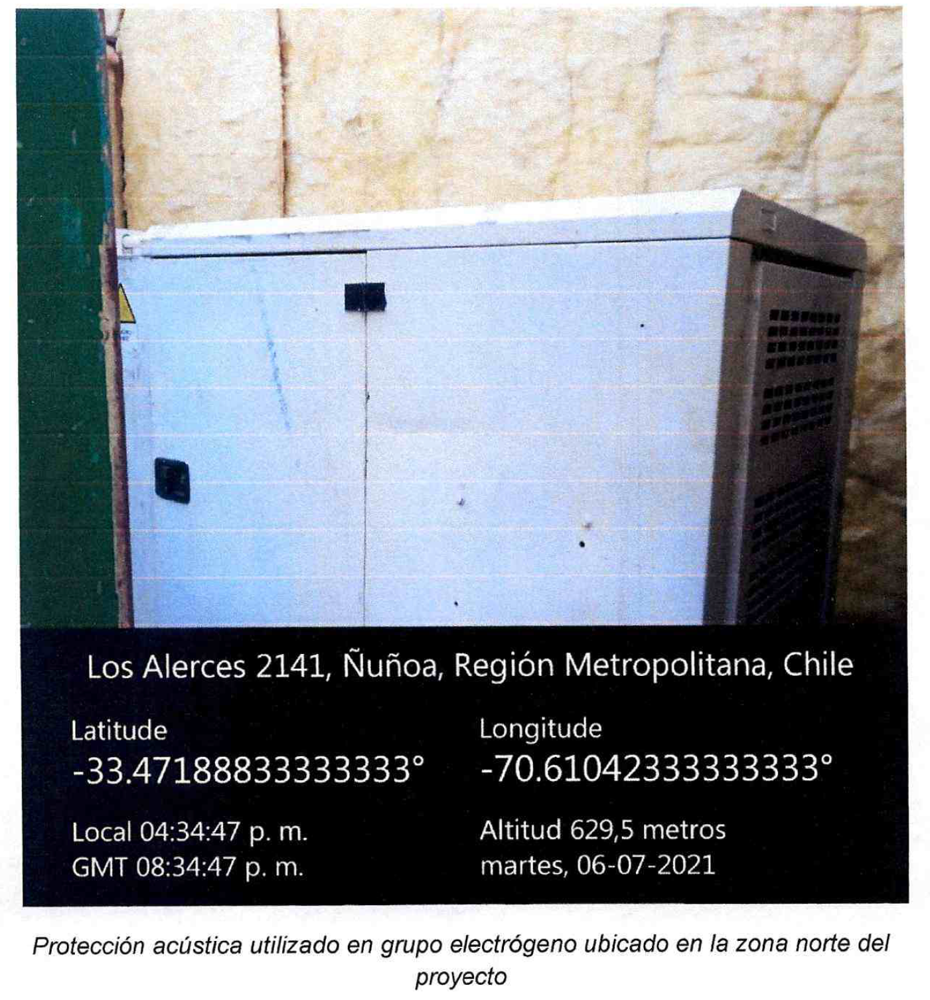 Los Alerces 2141, Ñuñoa, Región Metropolitana, Chile
Latitude
-33.47188833333333°
Longitude
-70.61042333333333°
Local 04:34:47 p. m.
GMT 08:34:47 p. m.
Altitud 629,5 metros
martes, 06-07-2021
Protección acústica utilizado en grupo electrógeno ubicado en la zona norte del
proyecto